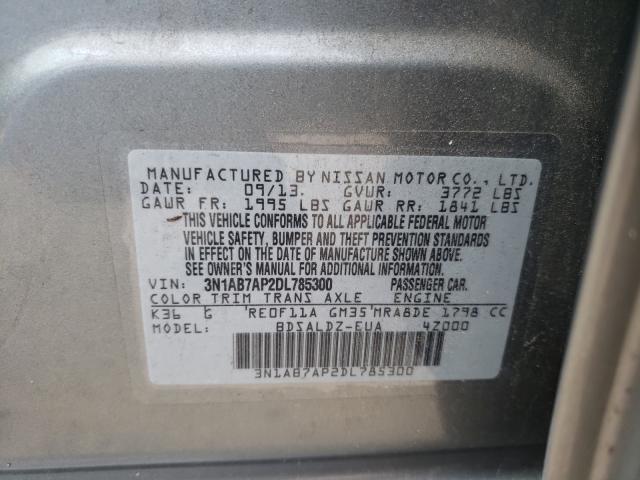 MANUFACTURED BY NISSAN MOTOR CO., LTD.
DATE: 09/13. GVWR: 3772 LBS
GAWR FR: 1995 LBS GAWR RR: 1841 LBS
THIS VEHICLE CONFORMS TO ALL APPLICABLE FEDERAL MOTOR
VEHICLE SAFETY, BUMPER AND THEFT PREVENTION STANDARDS
IN EFFECT ON THE DATE OF MANUFACTURE SHOWN ABOVE.
SEE OWNER'S MANUAL FOR ADDITIONAL INFORMATION.
VIN: 3N1AB7AP2DL785300 PASSENGER CAR.
COLOR TRIM TRANS AXLE ENGINE
K36 G RE0F11A GM35 MRA8DE 1798 CC
MODEL: BDSALDZ-EUA 4Z000
3N1AB7AP2DL785300